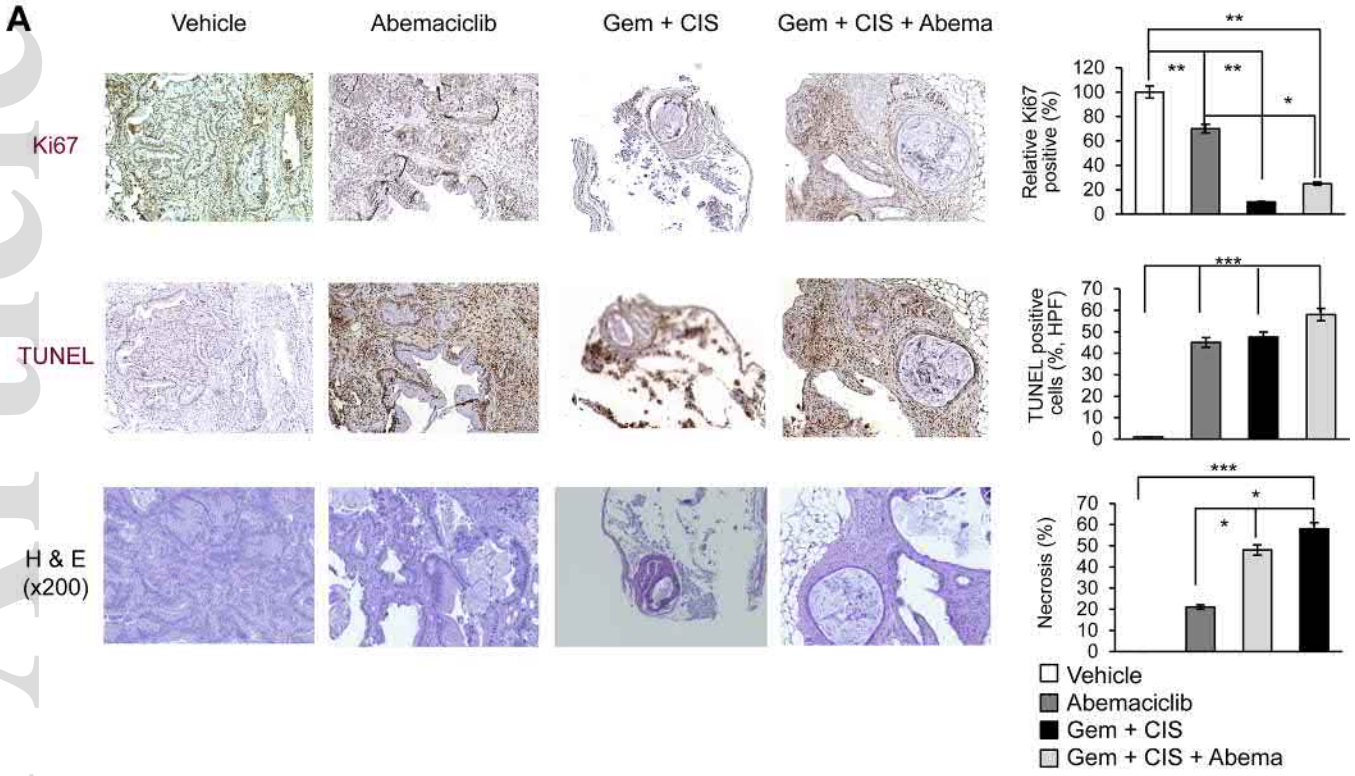 A
Vehicle Abemaciclib Gem + CIS Gem + CIS + Abema
Ki67
TUNEL
H & E
(x200)
**
** **
*
Relative Ki67
positive (%)
120
100
80
60
40
20
0
***
TUNEL positive
cells (%, HPF)
70
60
50
40
30
20
10
0
***
*
*
Necrosis (%)
70
60
50
40
30
20
10
0
Vehicle
Abemaciclib
Gem + CIS
Gem + CIS + Abema